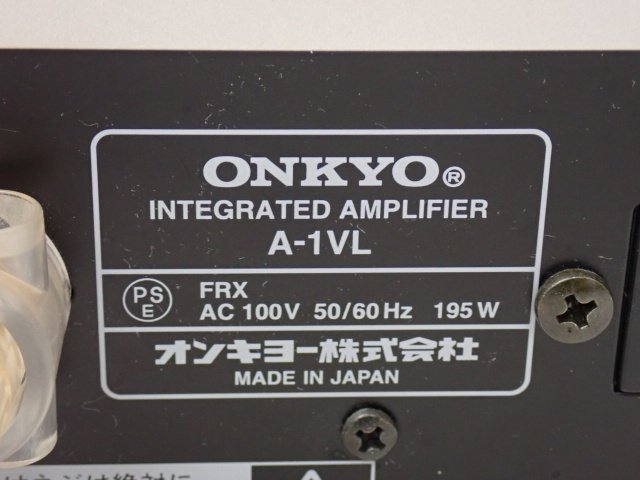 ONKYO®
INTEGRATED AMPLIFIER
A-1VL
PS
E
FRX
AC 100V 50/60Hz 195W
オンキヨー株式会社
MADE IN JAPAN